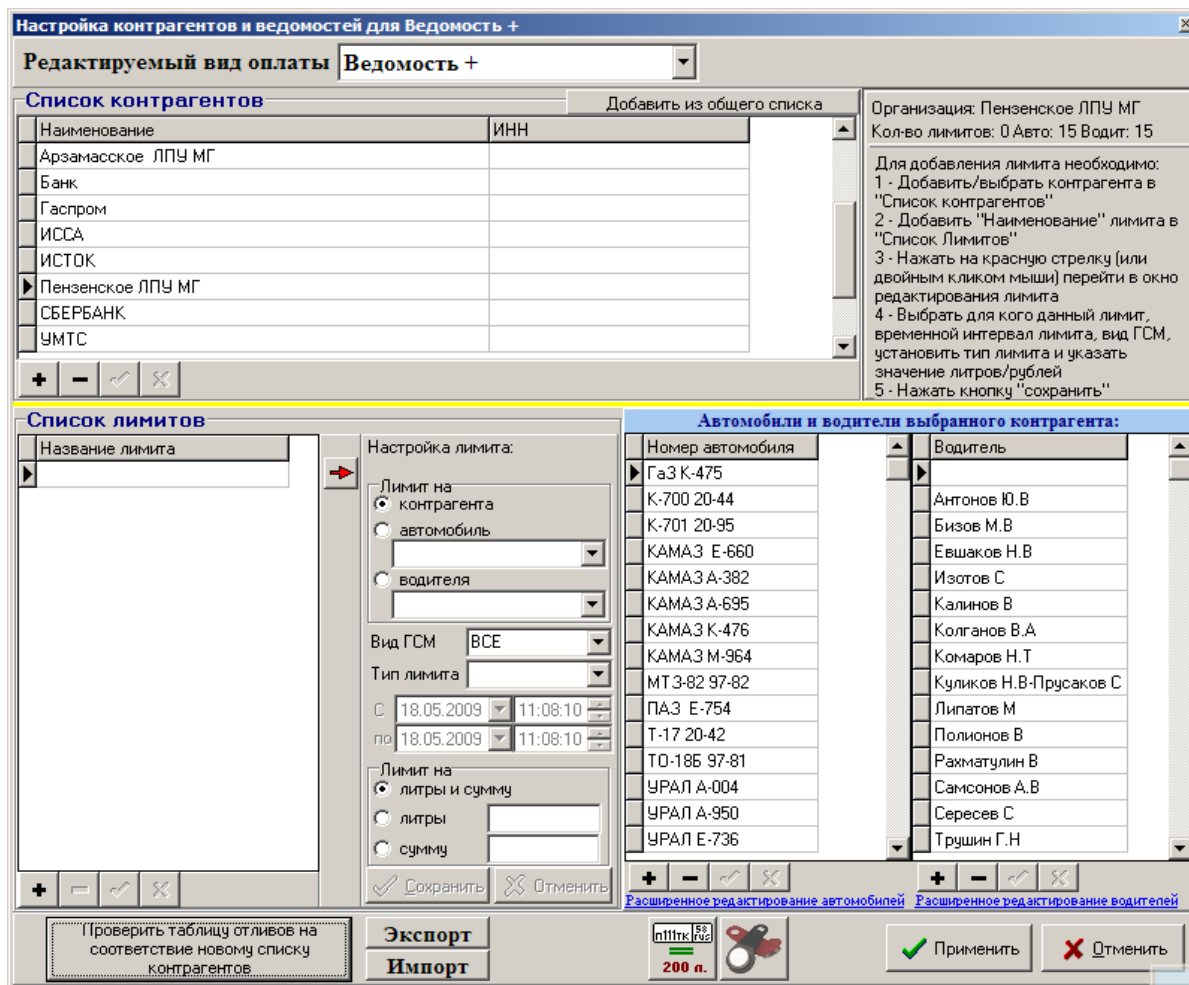 Настройка контрагентов и ведомостей для Ведомость +
Редактируемый вид оплаты Ведомость +
Список контрагентов
Добавить из общего списка
Наименование ИНН
Арзамасское ЛПУ МГ
Банк
Гаспром
ИССА
ИСТОК
Пензенское ЛПУ МГ
СБЕРБАНК
УМТС
Организация: Пензенское ЛПУ МГ
Кол-во лимитов: 0 Авто: 15 Водит: 15
Для добавления лимита необходимо:
1 - Добавить/выбрать контрагента в
"Список контрагентов"
2 - Добавить "Наименование" лимита в
"Список Лимитов"
3 - Нажать на красную стрелку (или
двойным кликом мыши) перейти в окно
редактирования лимита
4 - Выбрать для кого данный лимит,
временной интервал лимита, вид ГСМ,
установить тип лимита и указать
значение литров/рублей
5 - Нажать кнопку "сохранить"
Список лимитов
Название лимита
Настройка лимита:
Лимит на
контрагента
автомобиль
водителя
Вид ГСМ ВСЕ
Тип лимита
С 18.05.2009 11:08:10
по 18.05.2009 11:08:10
Лимит на
литры и сумму
литры
сумму
Сохранить Отменить
Автомобили и водители выбранного контрагента:
Номер автомобиля
ГаЗ К-475
К-700 20-44
К-701 20-95
КАМАЗ Е-660
КАМАЗ А-382
КАМАЗ А-695
КАМАЗ К-476
КАМАЗ М-964
МТЗ-82 97-82
ПАЗ Е-754
Т-17 20-42
ТО-18Б 97-81
УРАЛ А-004
УРАЛ А-950
УРАЛ Е-736
Расширенное редактирование автомобилей
Водитель
Антонов Ю.В
Бизов М.В
Евшаков Н.В
Изотов С
Калинов В
Колганов В.А
Комаров Н.Т
Куликов Н.В-Прусаков С
Липатов М
Полионов В
Рахматулин В
Самсонов А.В
Сересев С
Трушин Г.Н
Расширенное редактирование водителей
Проверить таблицу отливов на
соответствие новому списку
контрагентов
Экспорт
Импорт
п111тк 58 rus
200 л.
Применить
Отменить